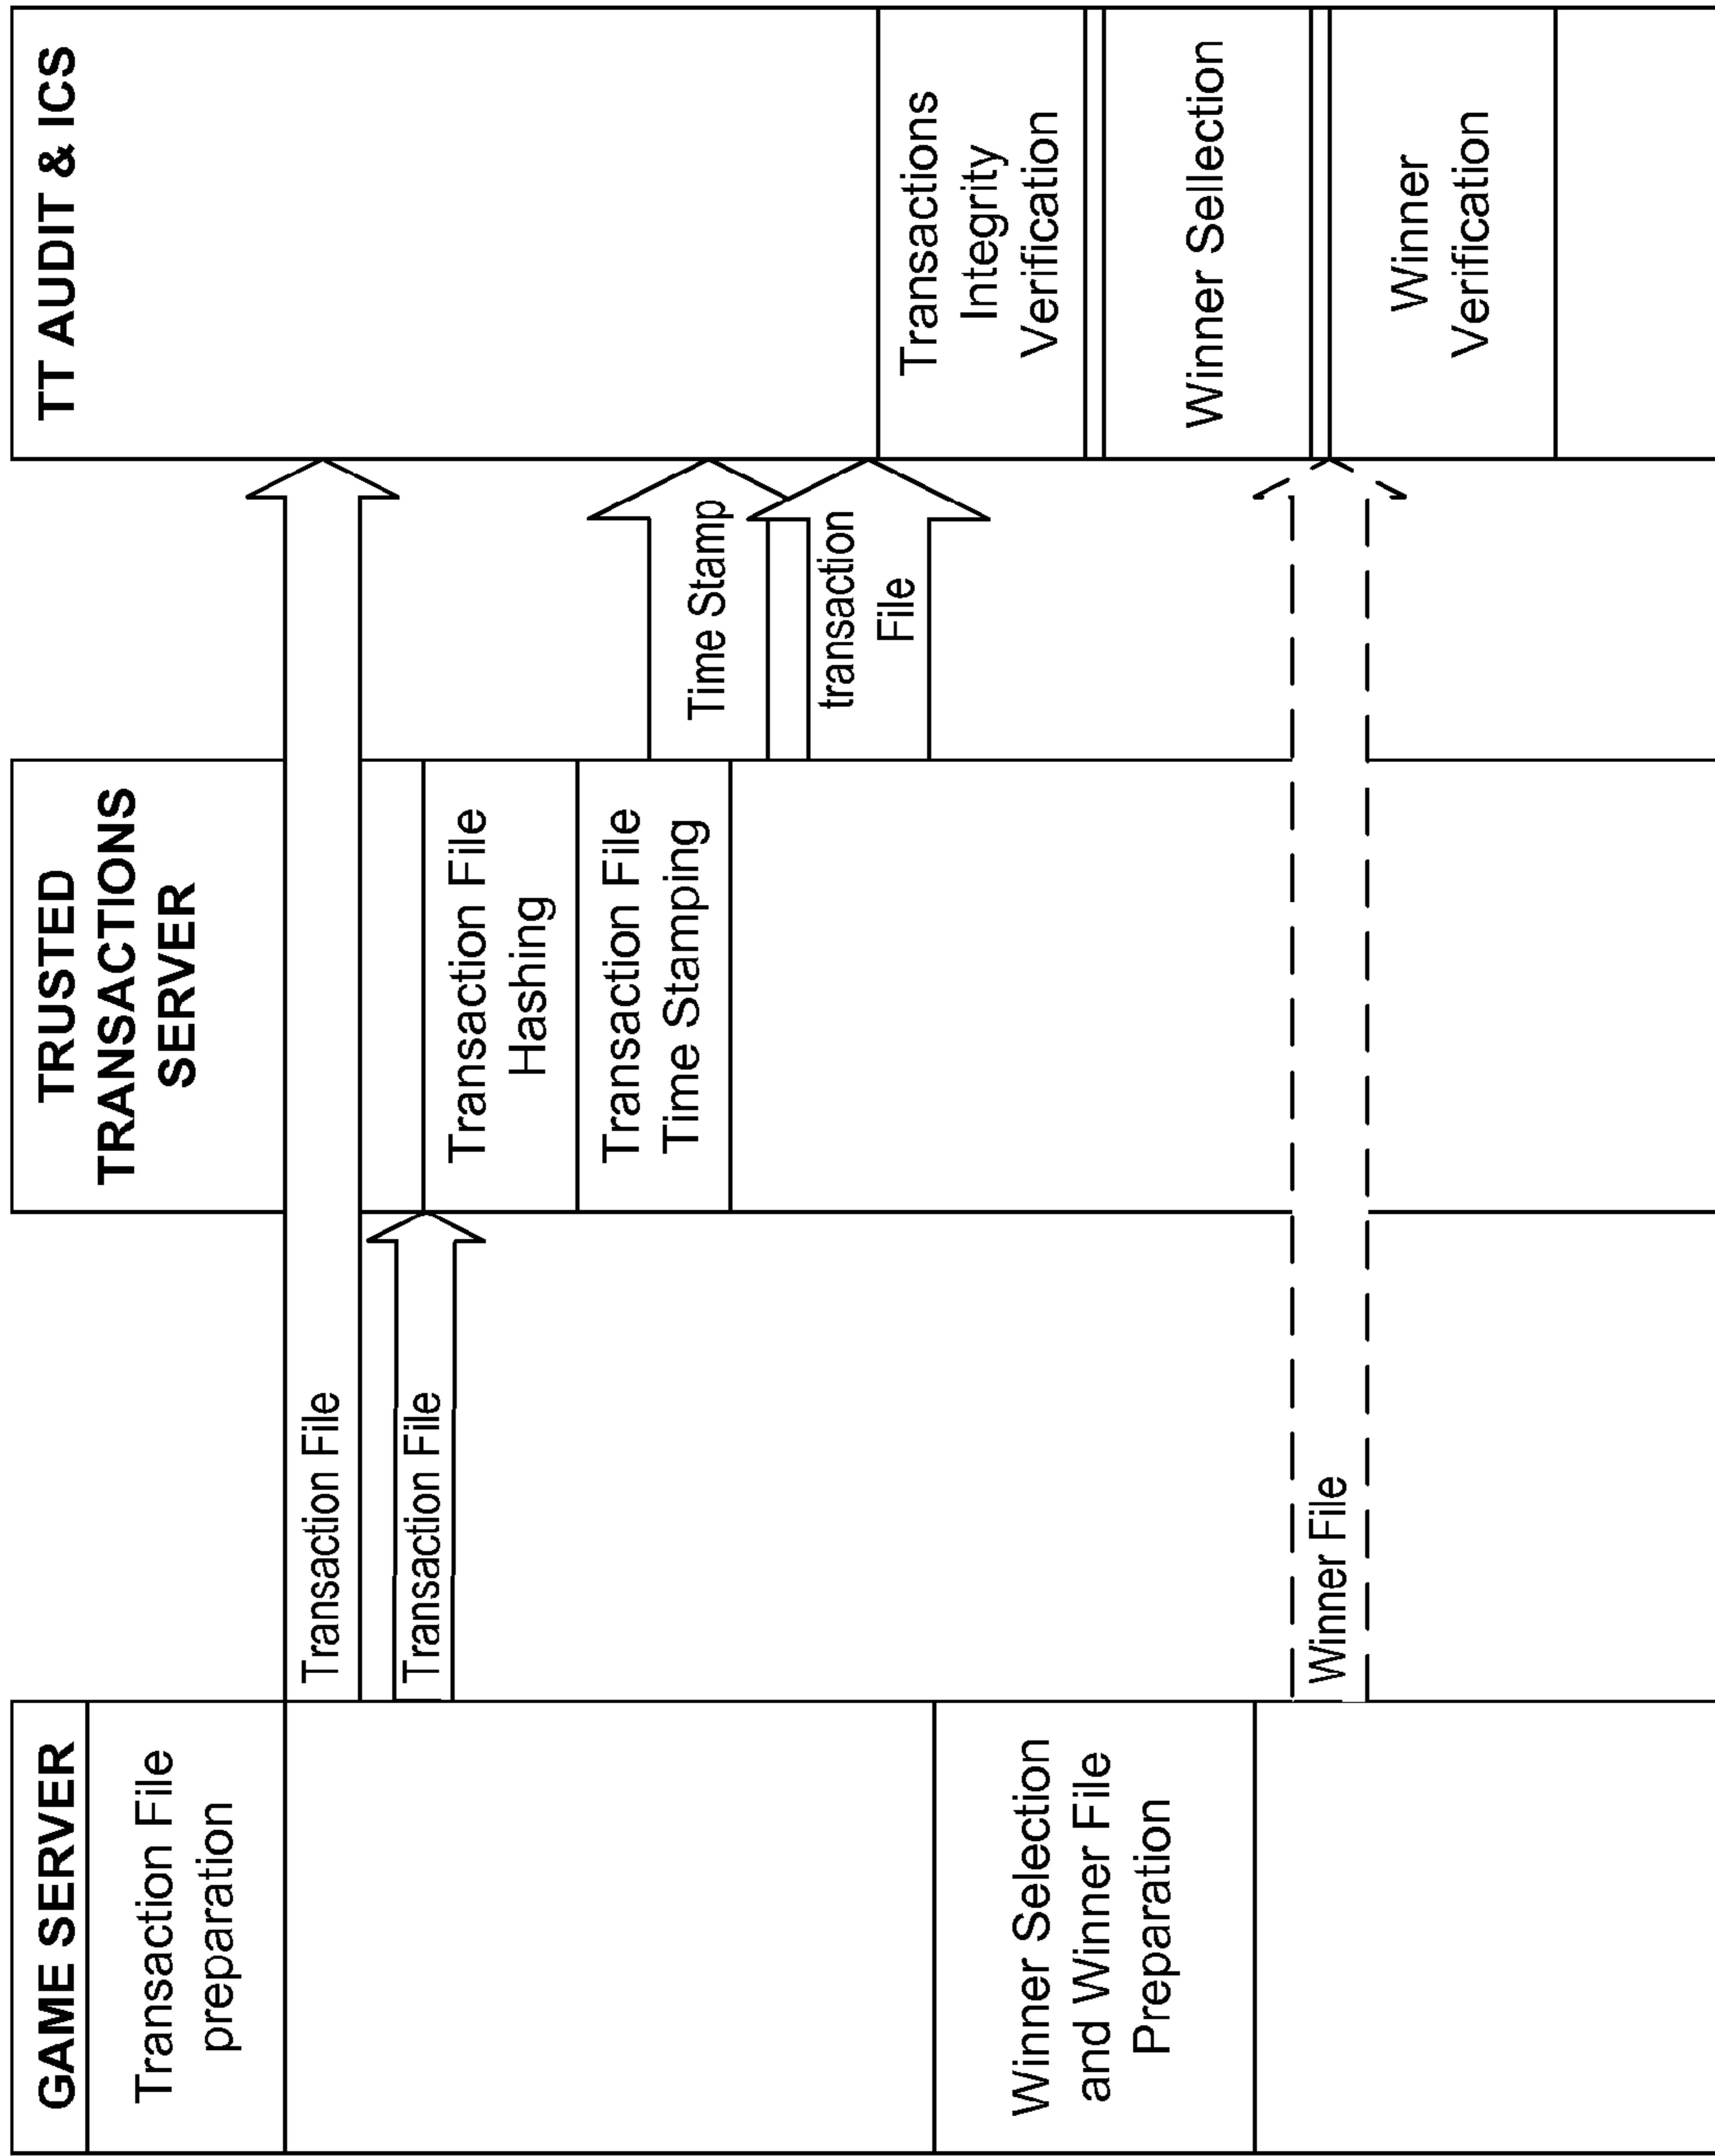 GAME SERVER
Transaction File
preparation
Winner Selection
and Winner File
Preparation
Transaction File
Transaction File
Winner File
TRUSTED
TRANSACTIONS
SERVER
Transaction File
Hashing
Transaction File
Time Stamping
Time Stamp
transaction
File
TT AUDIT & ICS
Transactions
Integrity
Verification
Winner Sellection
Winner
Verification